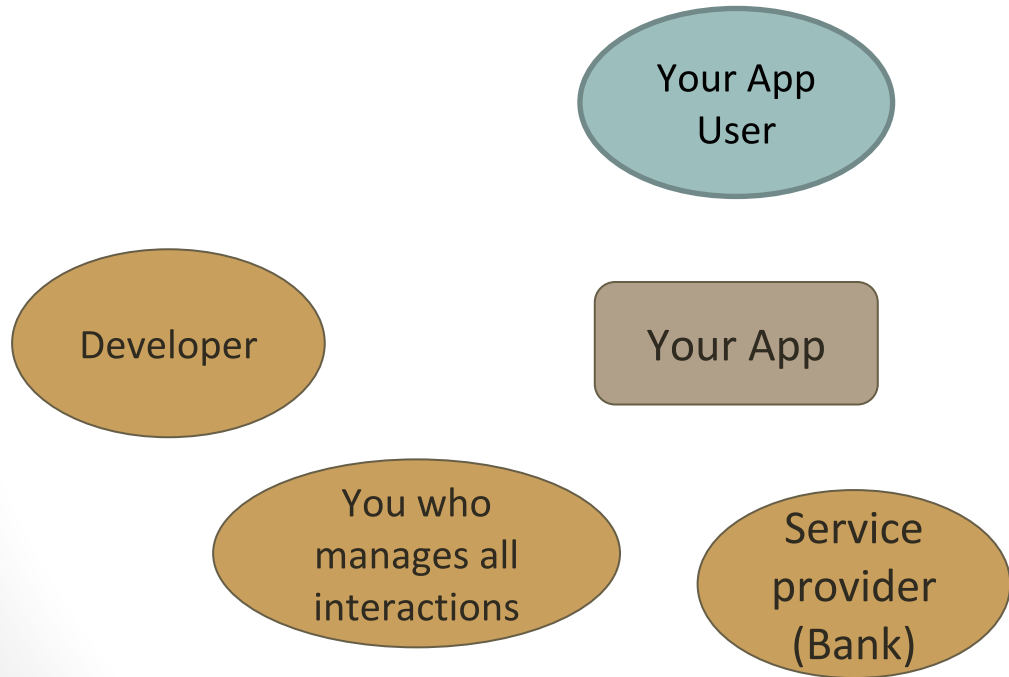 Your App
User
Developer
Your App
You who
manages all
interactions
Service
provider
(Bank)